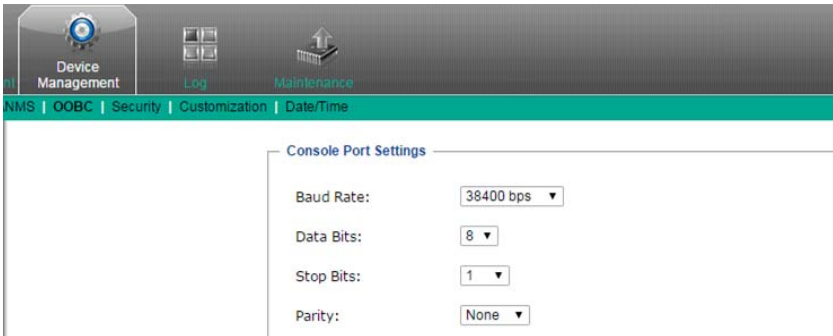 Device
nt Management Log Maintenance
NMS | OOBC | Security | Customization | Date/Time
Console Port Settings
Baud Rate: 38400 bps
Data Bits: 8
Stop Bits: 1
Parity: None